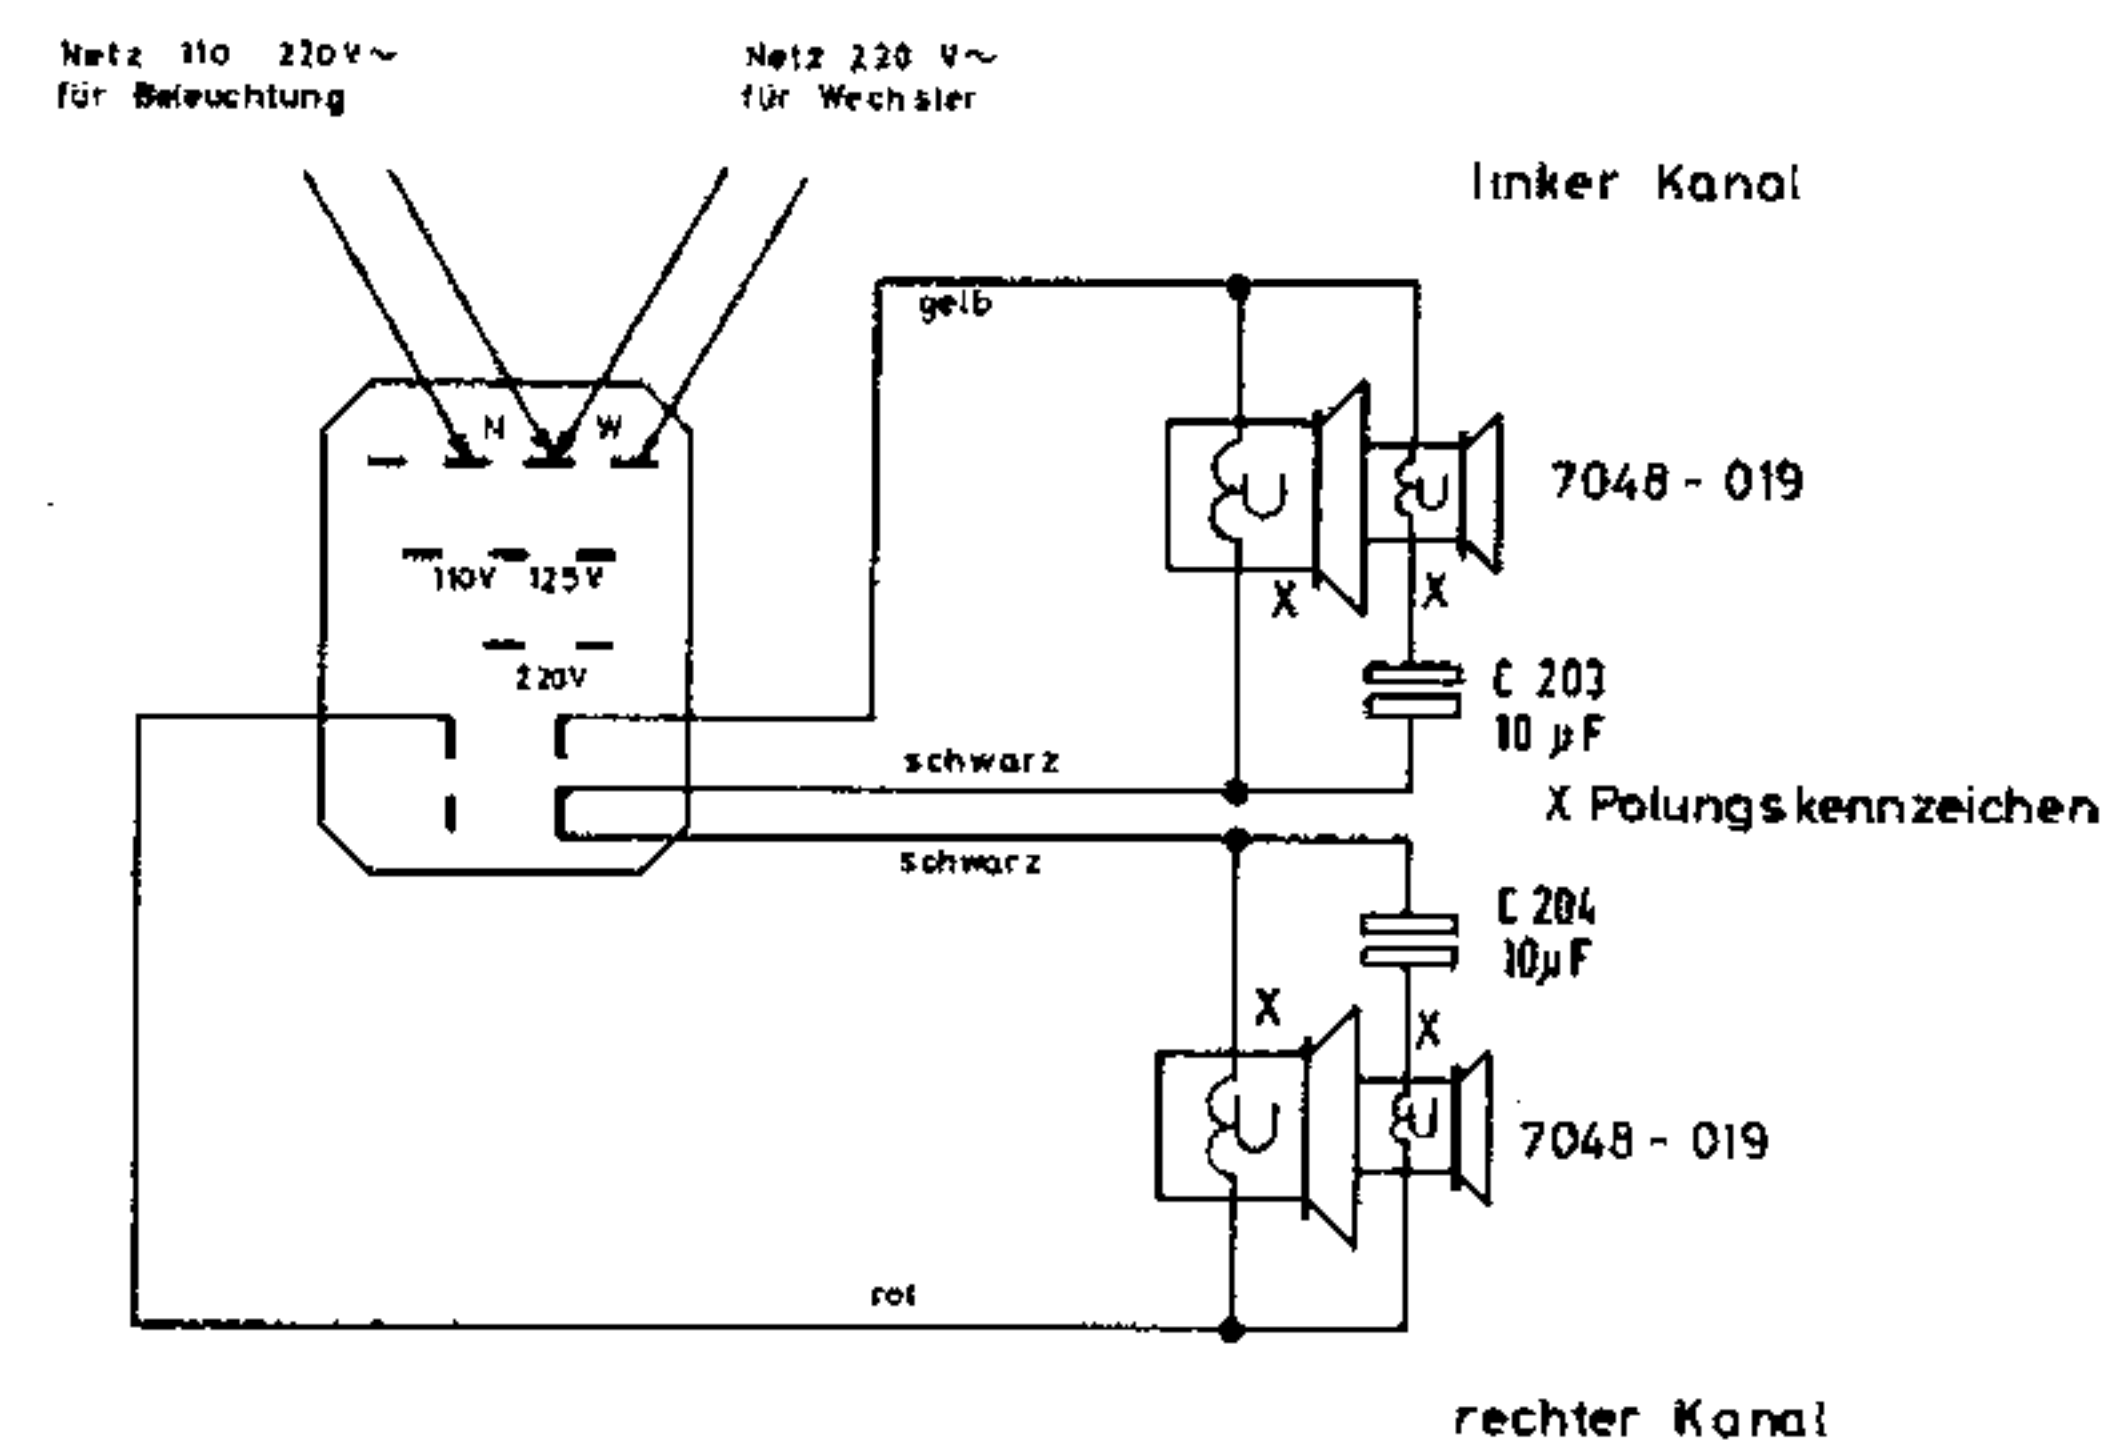 Netz 110 220V~
für Beleuchtung
Netz 220 V~
für Wechsler
linker Kanal
gelb
N W
7048 - 019
110V 125V
X X
220V
C 203
10 µF
schwarz
X Polungskennzeichen
schwarz
C 204
10µF
X X
7048 - 019
rot
rechter Kanal